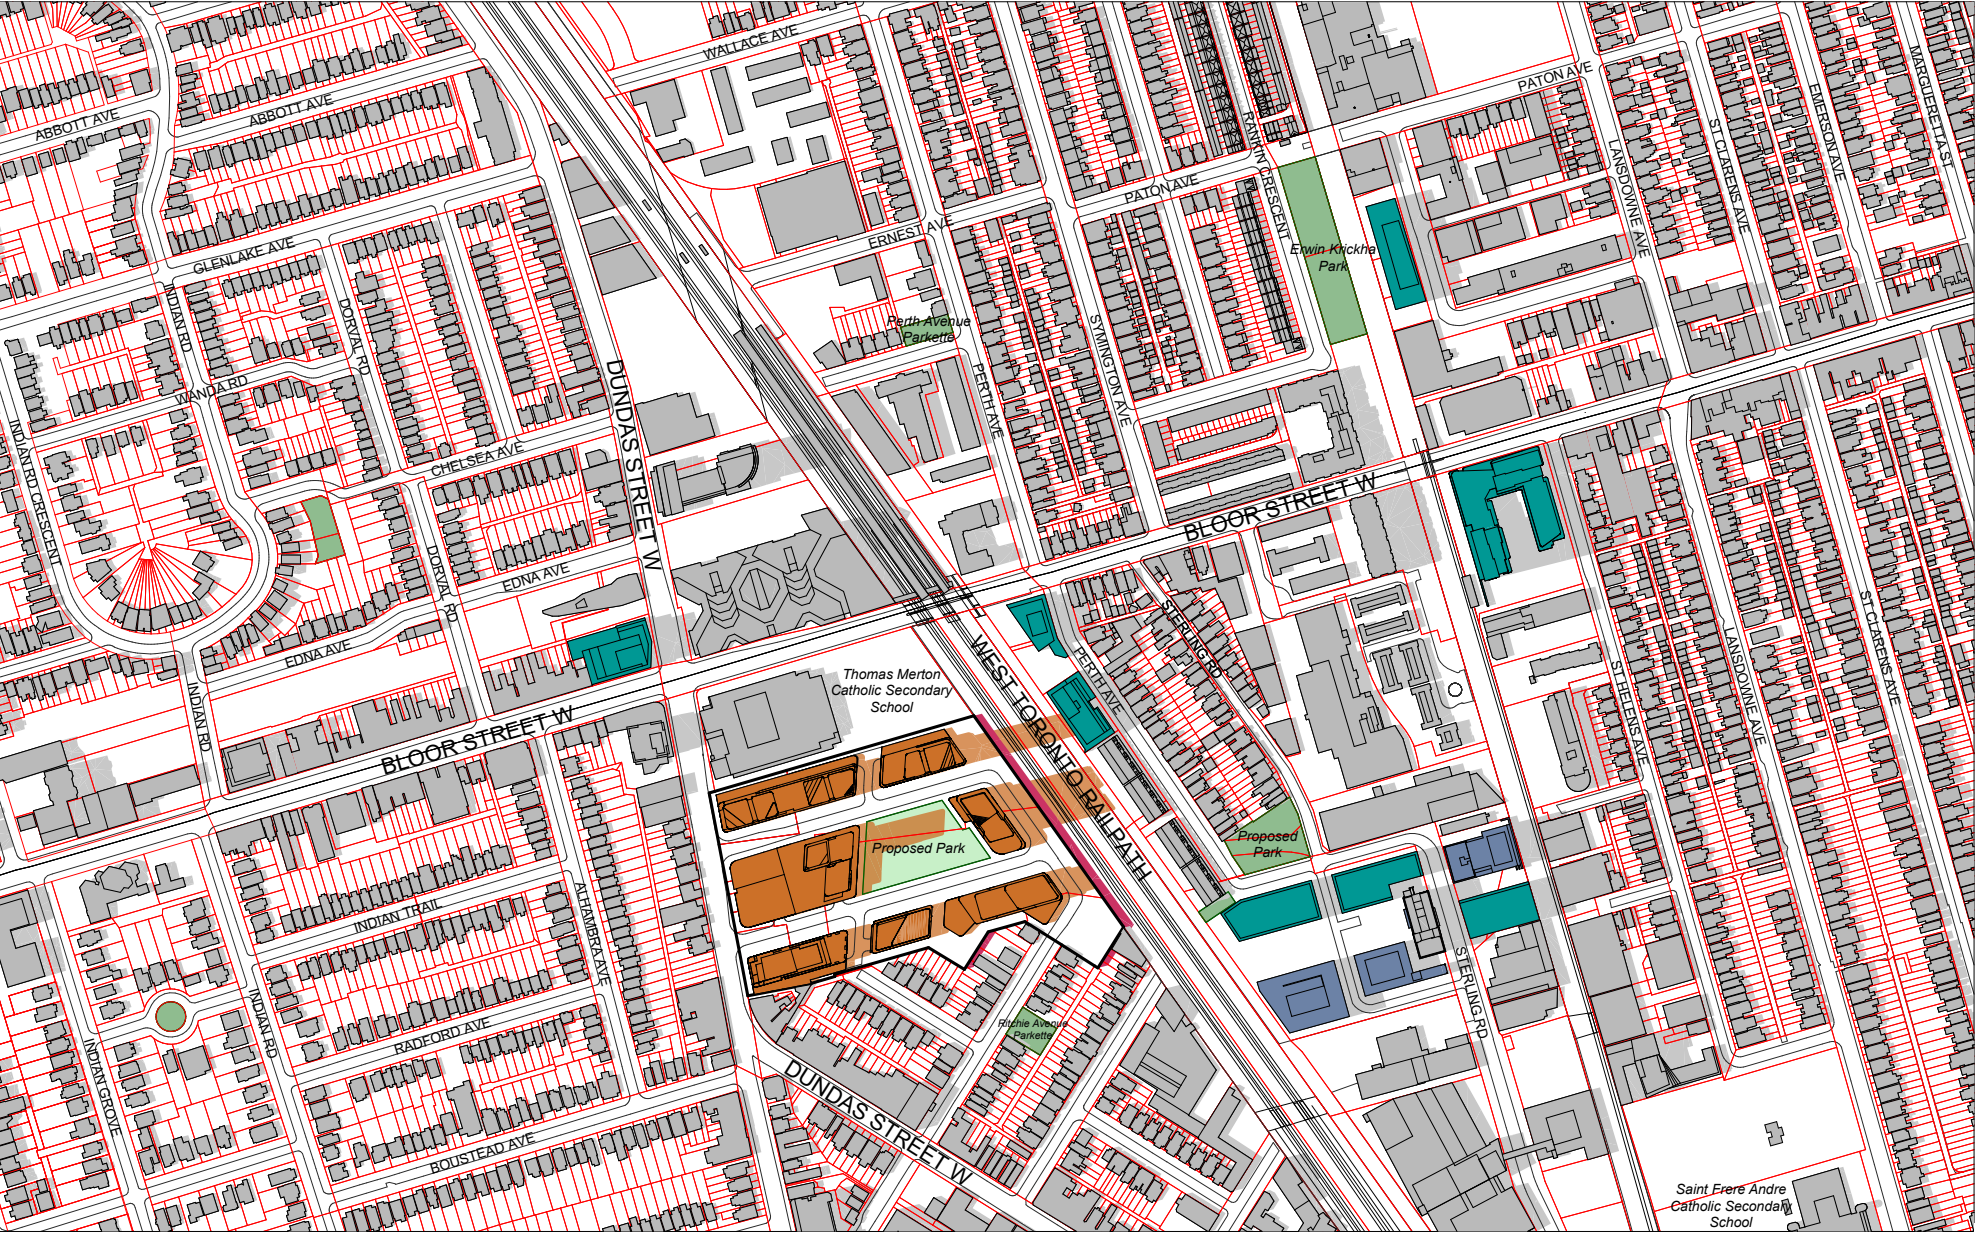 WALLACE AVE
PATON AVE
MARGUERETTA ST
EMERSON AVE
ABBOTT AVE
ABBOTT AVE
RANKIN CRESCENT
ST CLARENS AVE
LANSDOWNE AVE
PATON AVE
ERNEST AVE
GLENLAKE AVE
Erwin Krickha
Park
INDIAN RD
DORVAL RD
Perth Avenue
Parkette
SYMINGTON AVE
PERTH AVE
WANDA RD
DUNDAS STREET W
INDIAN RD CRESCENT
CHELSEA AVE
BLOOR STREET W
DORVAL RD
EDNA AVE
EDNA AVE
STERLING RD
PERTH AVE
WEST TORONTO RAILPATH
Thomas Merton
Catholic Secondary
School
ST HELENS AVE
LANSDOWNE AVE
ST CLARENS AVE
INDIAN RD
BLOOR STREET W
Proposed Park
Proposed
Park
INDIAN TRAIL
ALHAMBRA AVE
STERLING RD
INDIAN RD
RADFORD AVE
Ritchie Avenue
Parkette
INDIAN GROVE
DUNDAS STREET W
BOUSTEAD AVE
Saint Frere Andre
Catholic Secondary
School